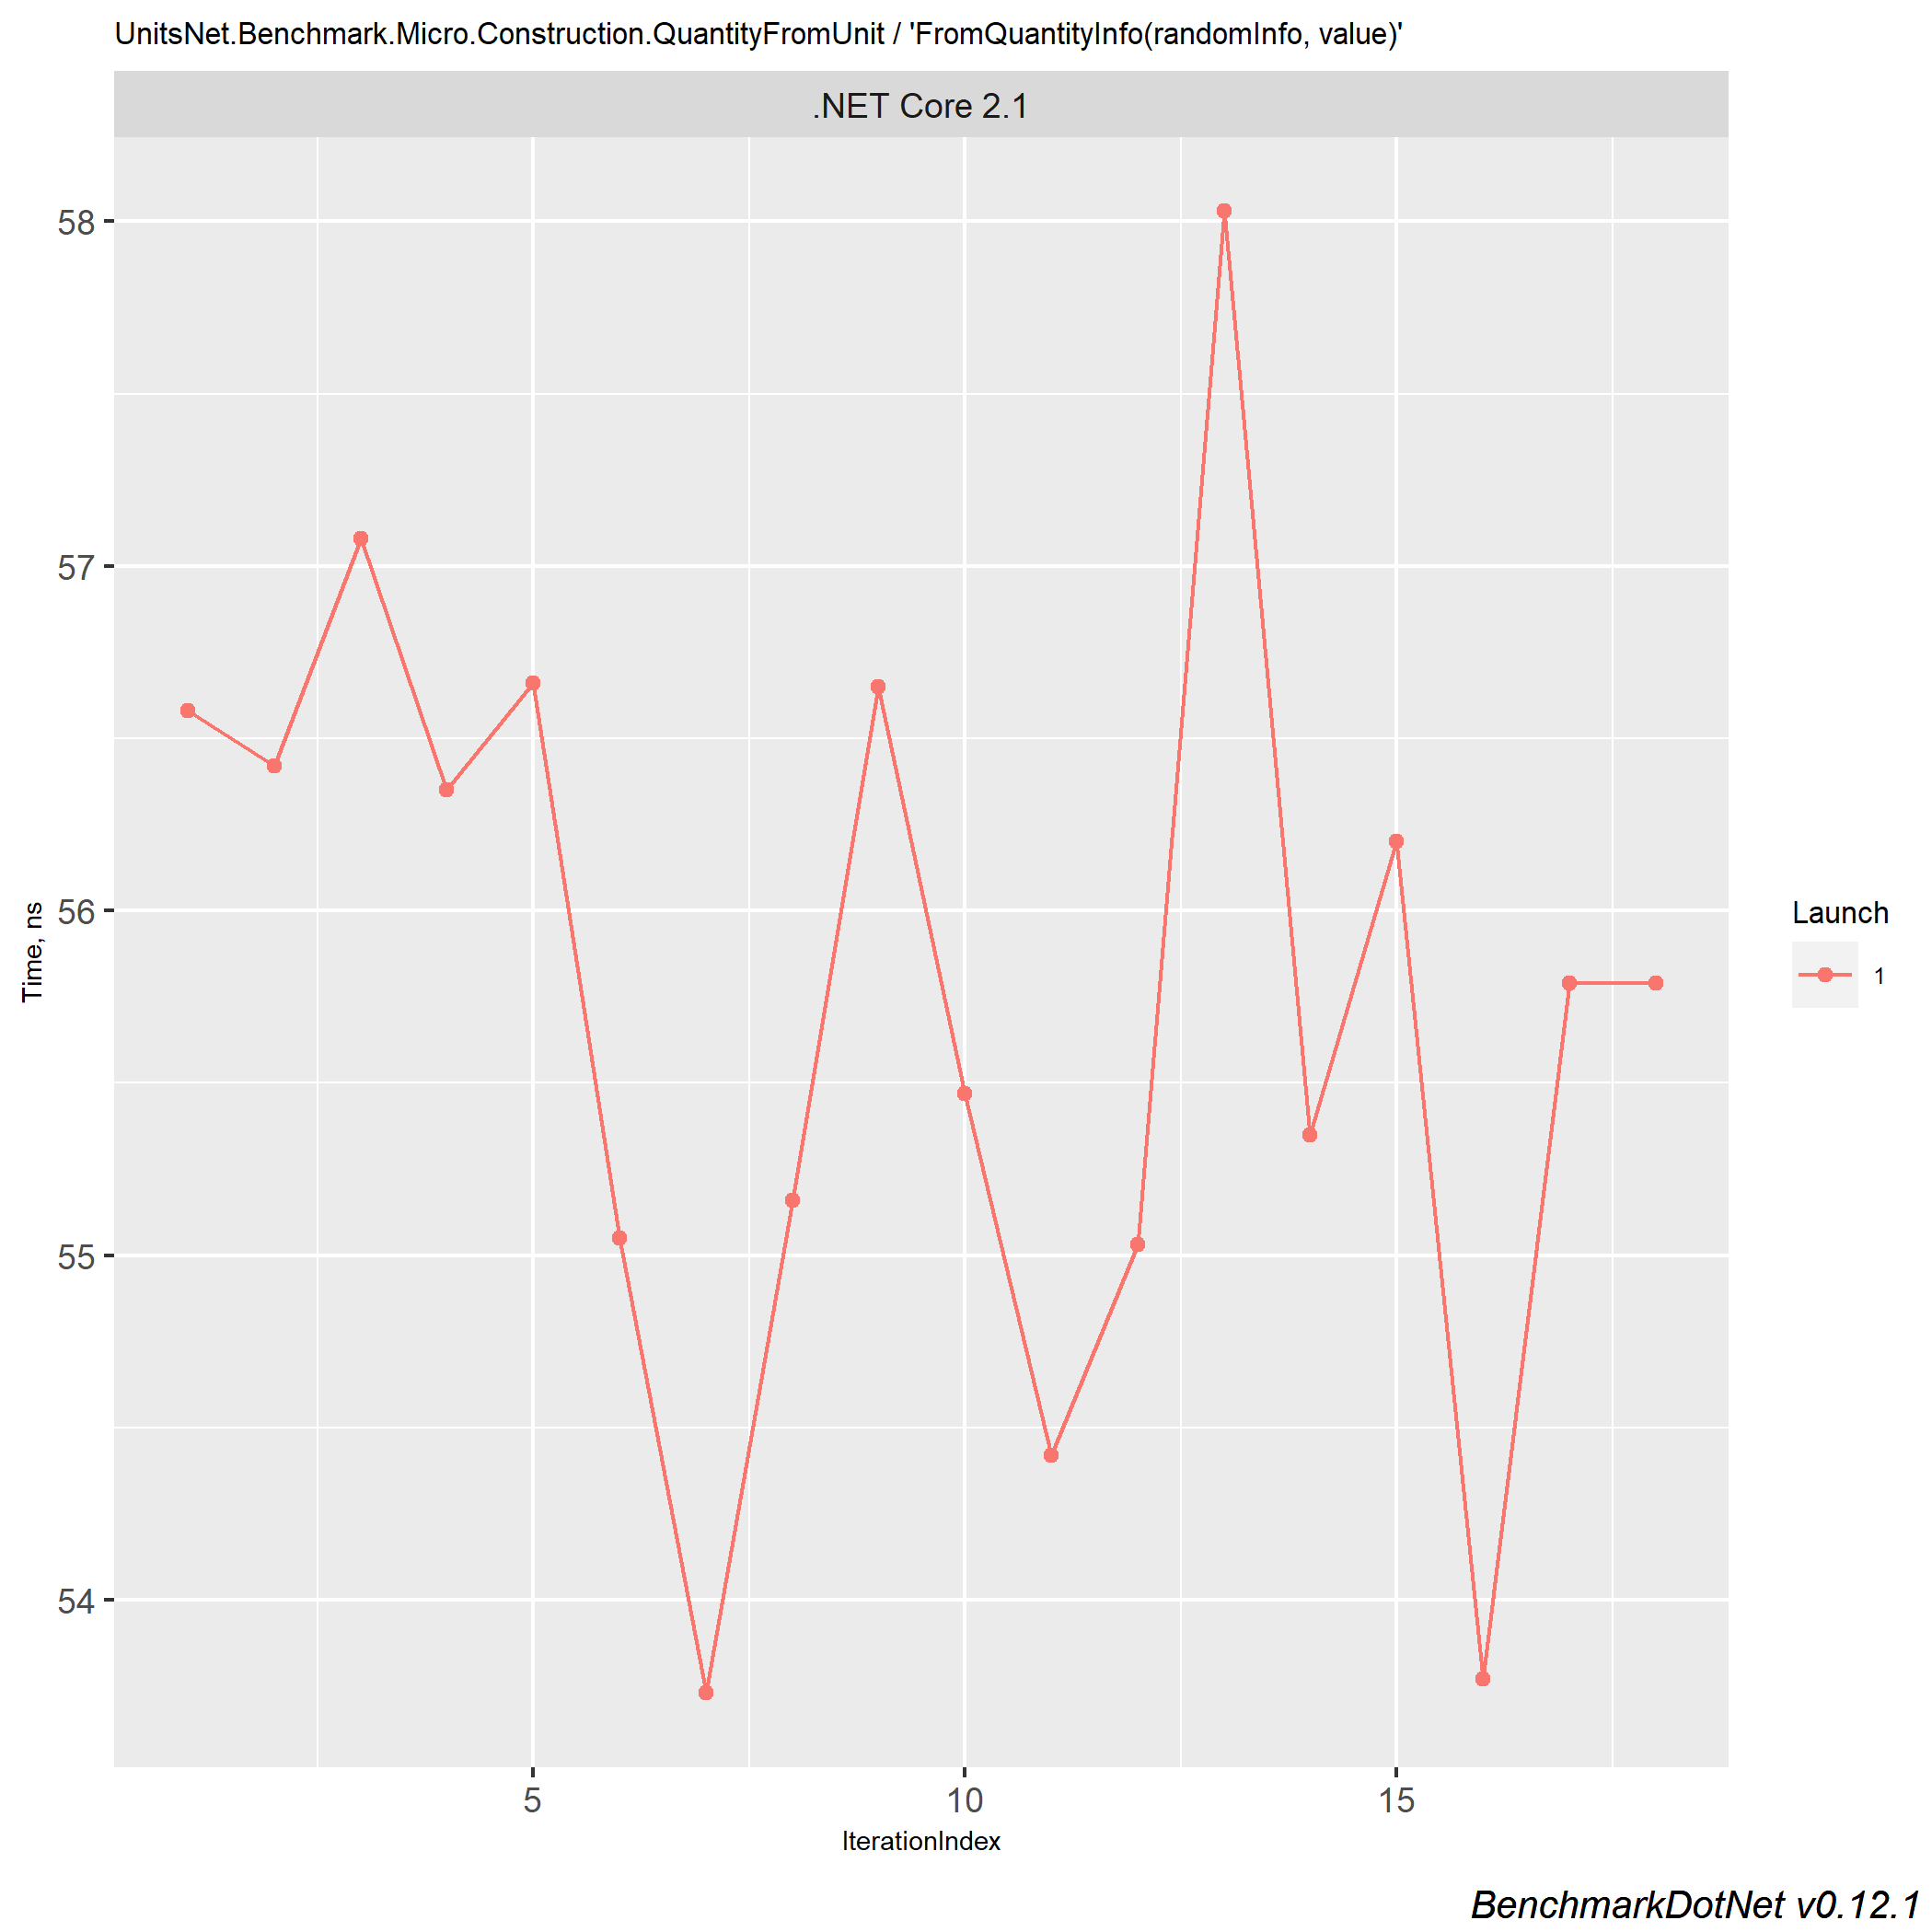 UnitsNet.Benchmark.Micro.Construction.QuantityFromUnit / 'FromQuantityInfo(randomInfo, value)'
.NET Core 2.1
58
57
56
55
54
Time, ns
5 10 15
IterationIndex
Launch
1
BenchmarkDotNet v0.12.1